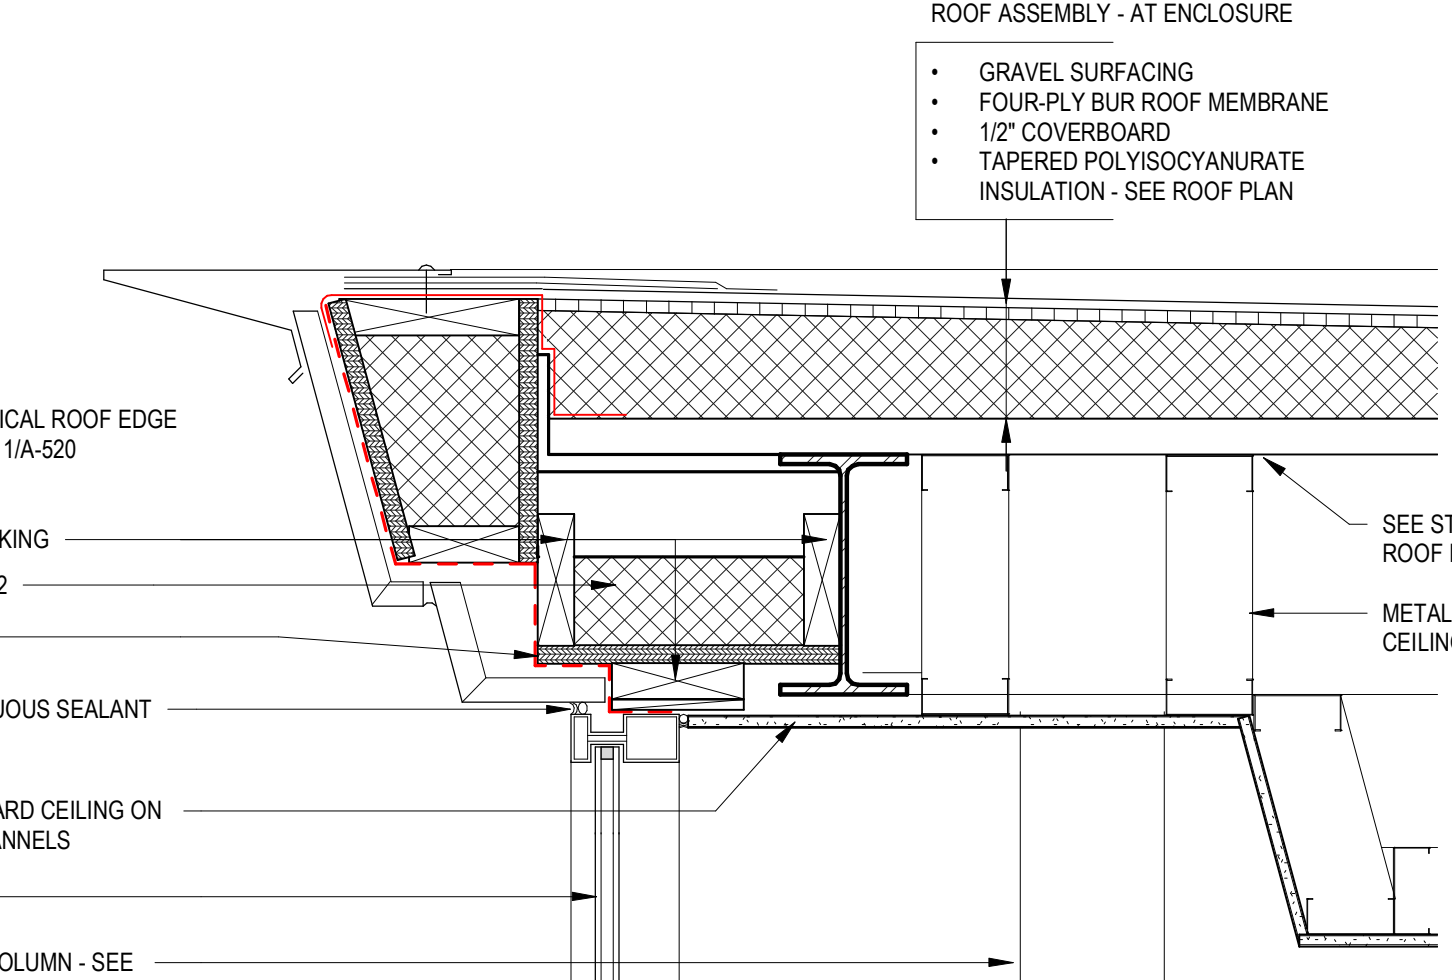 ROOF ASSEMBLY - AT ENCLOSURE
• GRAVEL SURFACING
• FOUR-PLY BUR ROOF MEMBRANE
• 1/2" COVERBOARD
• TAPERED POLYISOCYANURATE
INSULATION - SEE ROOF PLAN
ICAL ROOF EDGE
1/A-520
KING
2
UOUS SEALANT
ARD CEILING ON
ANNELS
OLUMN - SEE
SEE ST
ROOF
METAL
CEILING